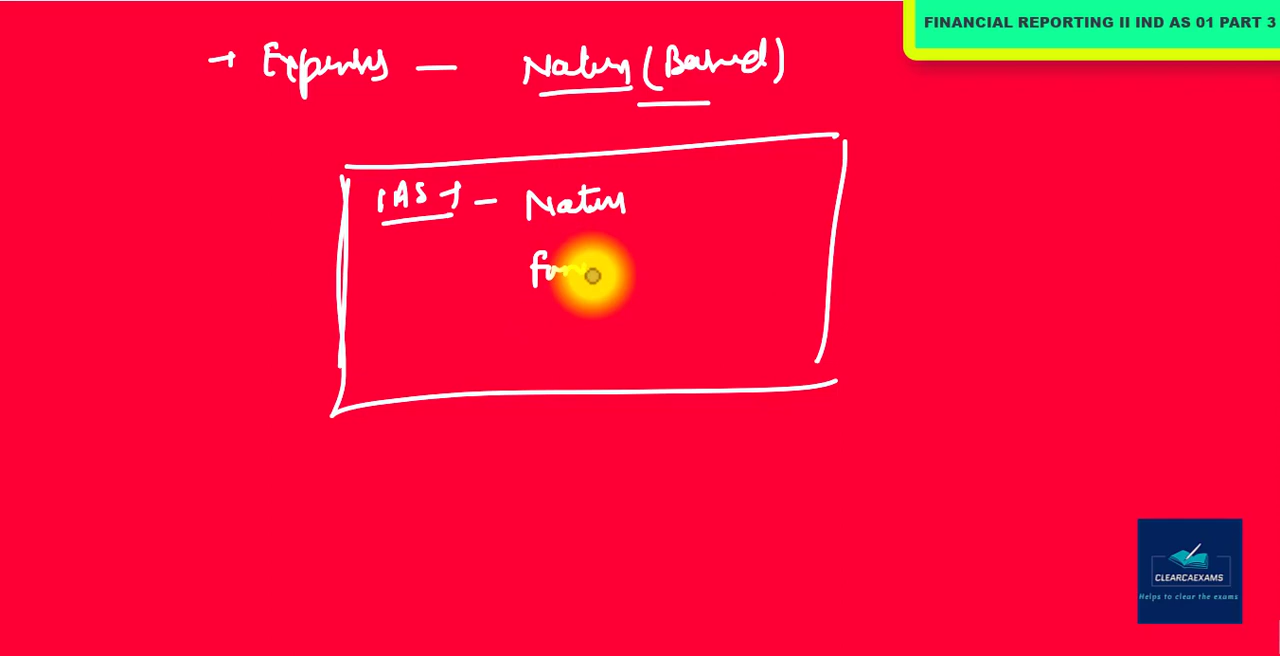 FINANCIAL REPORTING II IND AS 01 PART 3
→ Expenses — Nature (Based)
IAS 1 — Nature
CLEARCAEXAMS
Helps to clear the exams